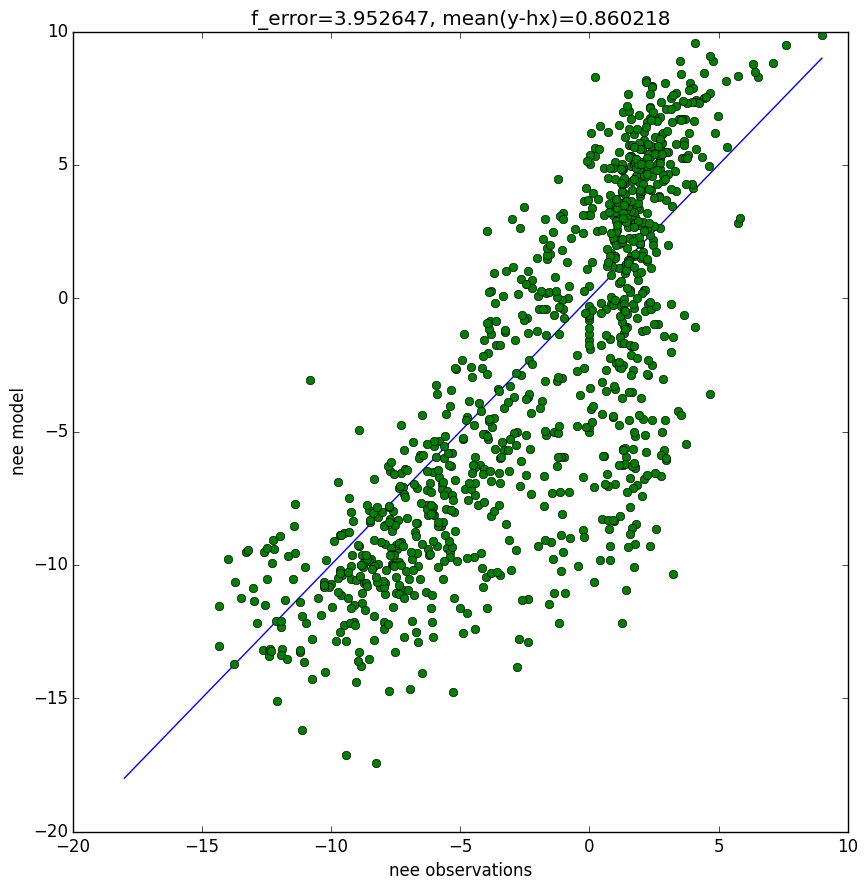 f_error=3.952647, mean(y-hx)=0.860218
10
5
0
−5
−10
−15
−20
nee model
−20 −15 −10 −5 0 5 10
nee observations